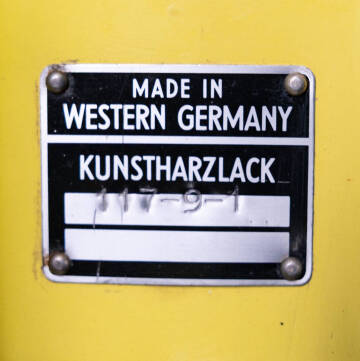 MADE IN
WESTERN GERMANY
KUNSTHARZLACK
117-9-1